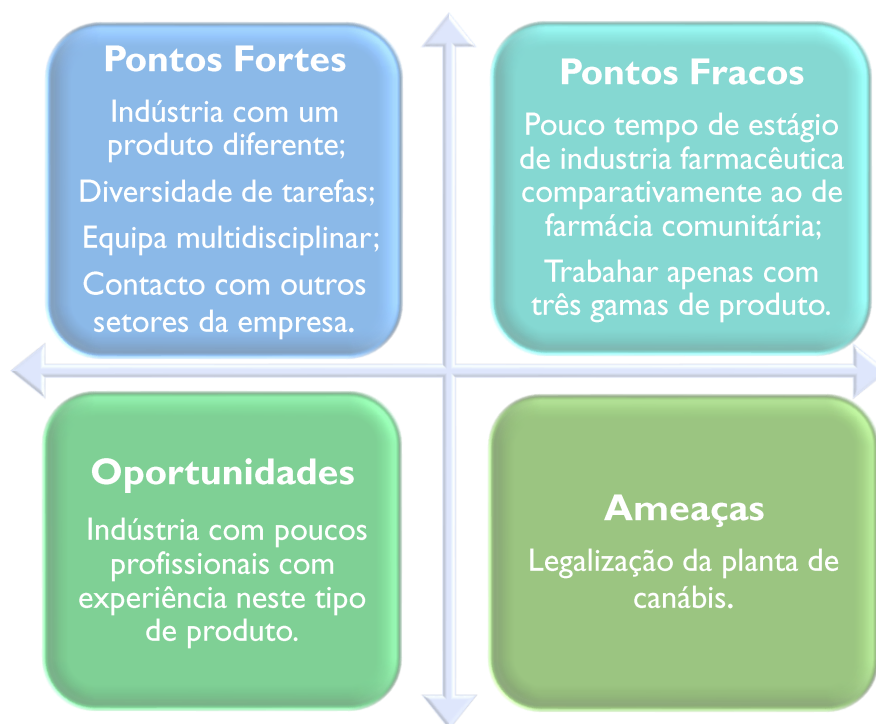 Pontos Fortes
Indústria com um
produto diferente;
Diversidade de tarefas;
Equipa multidisciplinar;
Contacto com outros
setores da empresa.
Pontos Fracos
Pouco tempo de estágio
de industria farmacêutica
comparativamente ao de
farmácia comunitária;
Trabahar apenas com
três gamas de produto.
Oportunidades
Indústria com poucos
profissionais com
experiência neste tipo
de produto.
Ameaças
Legalização da planta de
canábis.